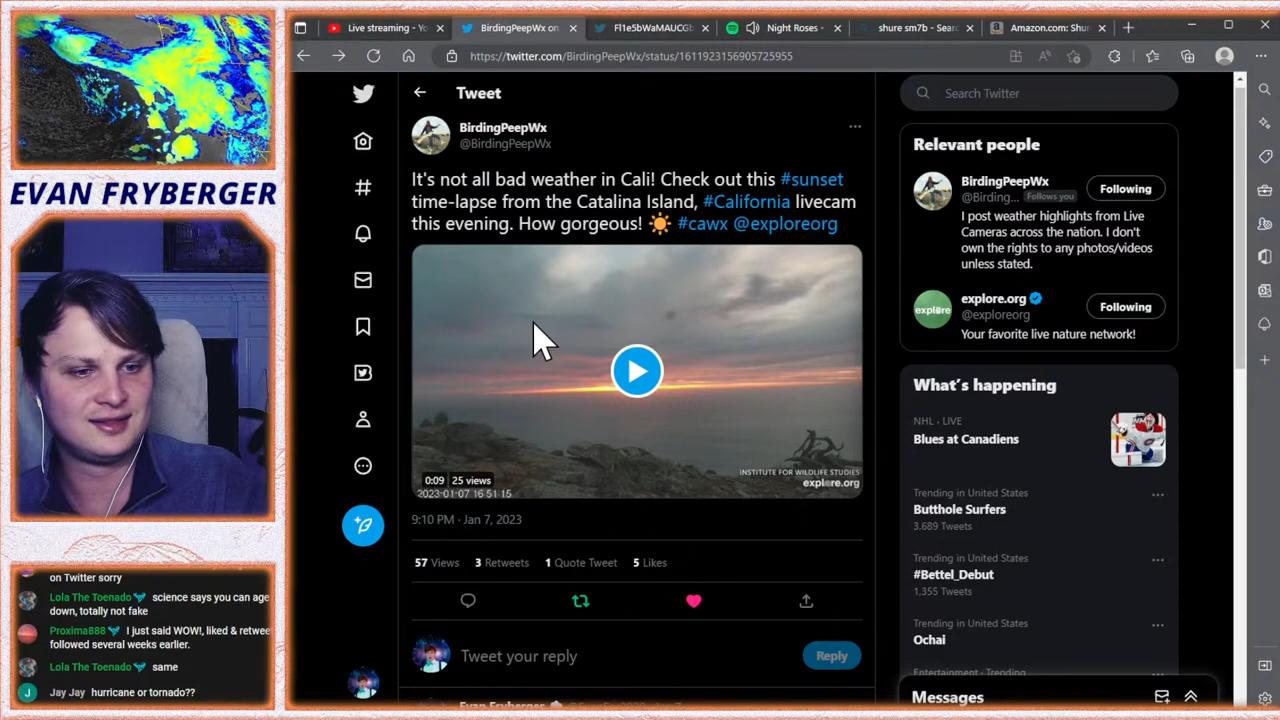 Live streaming - Yo
BirdingPeepWx on
Fl1e5bWaMAUCGb
Night Roses -
shure sm7b - Sear
Amazon.com: Shu
https://twitter.com/BirdingPeepWx/status/1611923156905725955
EVAN FRYBERGER
on Twitter sorry
Lola The Toenado science says you can age
down, totally not fake
Proxima888 I just said WOW!, liked & retwee
followed several weeks earlier.
Lola The Toenado same
Jay Jay hurricane or tornado??
Tweet
BirdingPeepWx
@BirdingPeepWx
It's not all bad weather in Cali! Check out this #sunset
time-lapse from the Catalina Island, #California livecam
this evening. How gorgeous! #cawx @exploreorg
INSTITUTE FOR WILDLIFE STUDIES
explore.org
0:09 25 views
2023-01-07 16:51:15
9:10 PM · Jan 7, 2023
57 Views 3 Retweets 1 Quote Tweet 5 Likes
Tweet your reply
Reply
Search Twitter
Relevant people
BirdingPeepWx
@Birding... Follows you
Following
I post weather highlights from Live
Cameras across the nation. I don't
own the rights to any photos/videos
unless stated.
explore
explore.org
@exploreorg
Following
Your favorite live nature network!
What's happening
NHL · LIVE
Blues at Canadiens
Trending in United States
Butthole Surfers
3,689 Tweets
Trending in United States
#Bettel_Debut
1,355 Tweets
Trending in United States
Ochai
Entertainment · Trending
Messages